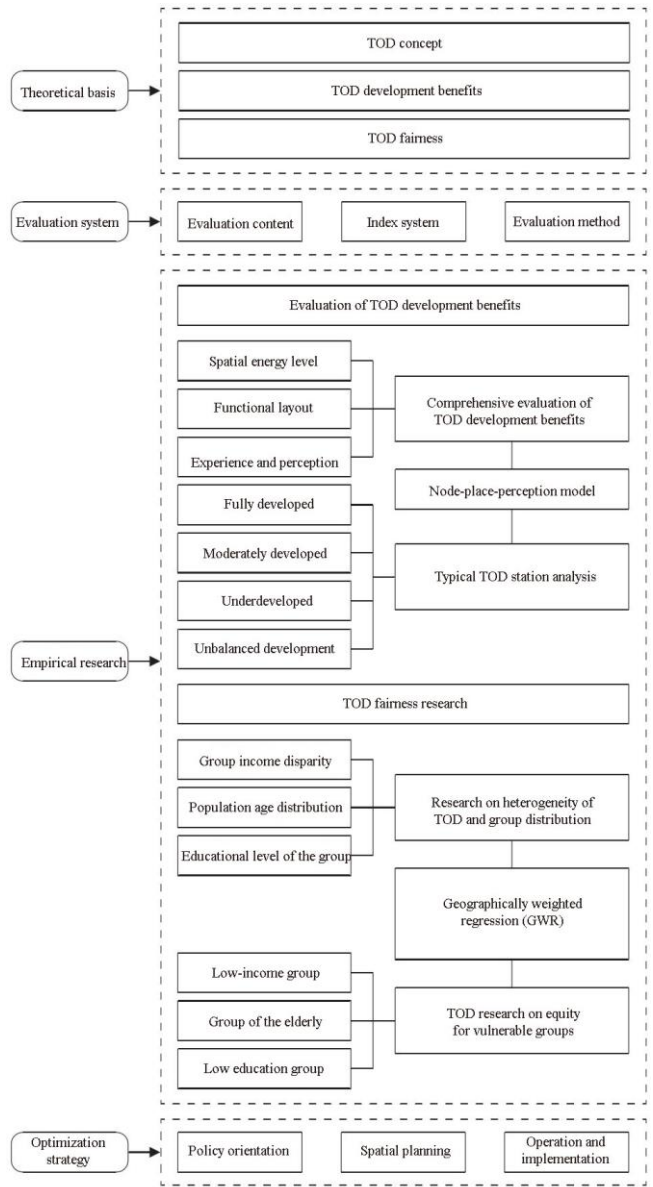 Theoretical basis
TOD concept
TOD development benefits
TOD fairness
Evaluation system
Evaluation content
Index system
Evaluation method
Empirical research
Evaluation of TOD development benefits
Spatial energy level
Functional layout
Experience and perception
Comprehensive evaluation of
TOD development benefits
Node-place-perception model
Fully developed
Moderately developed
Underdeveloped
Unbalanced development
Typical TOD station analysis
TOD fairness research
Group income disparity
Population age distribution
Educational level of the group
Research on heterogeneity of
TOD and group distribution
Geographically weighted
regression (GWR)
Low-income group
Group of the elderly
Low education group
TOD research on equity
for vulnerable groups
Optimization
strategy
Policy orientation
Spatial planning
Operation and
implementation